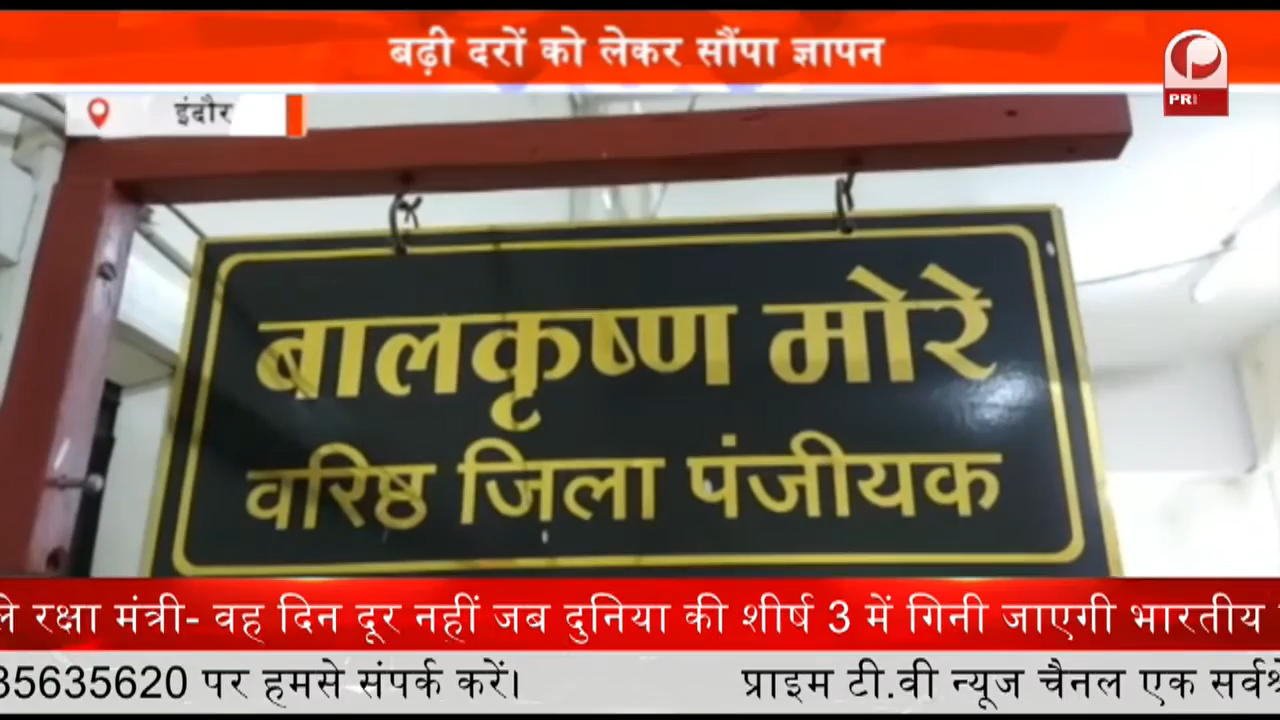 बढ़ी दरों को लेकर सौंपा ज्ञापन
PRI
इंदौर
बालकृष्ण मोरे
वरिष्ठ जिला पंजीयक
रक्षा मंत्री- वह दिन दूर नहीं जब दुनिया की शीर्ष 3 में गिनी जाएगी भारतीय
35635620 पर हमसे संपर्क करें। प्राइम टी.वी न्यूज चैनल एक